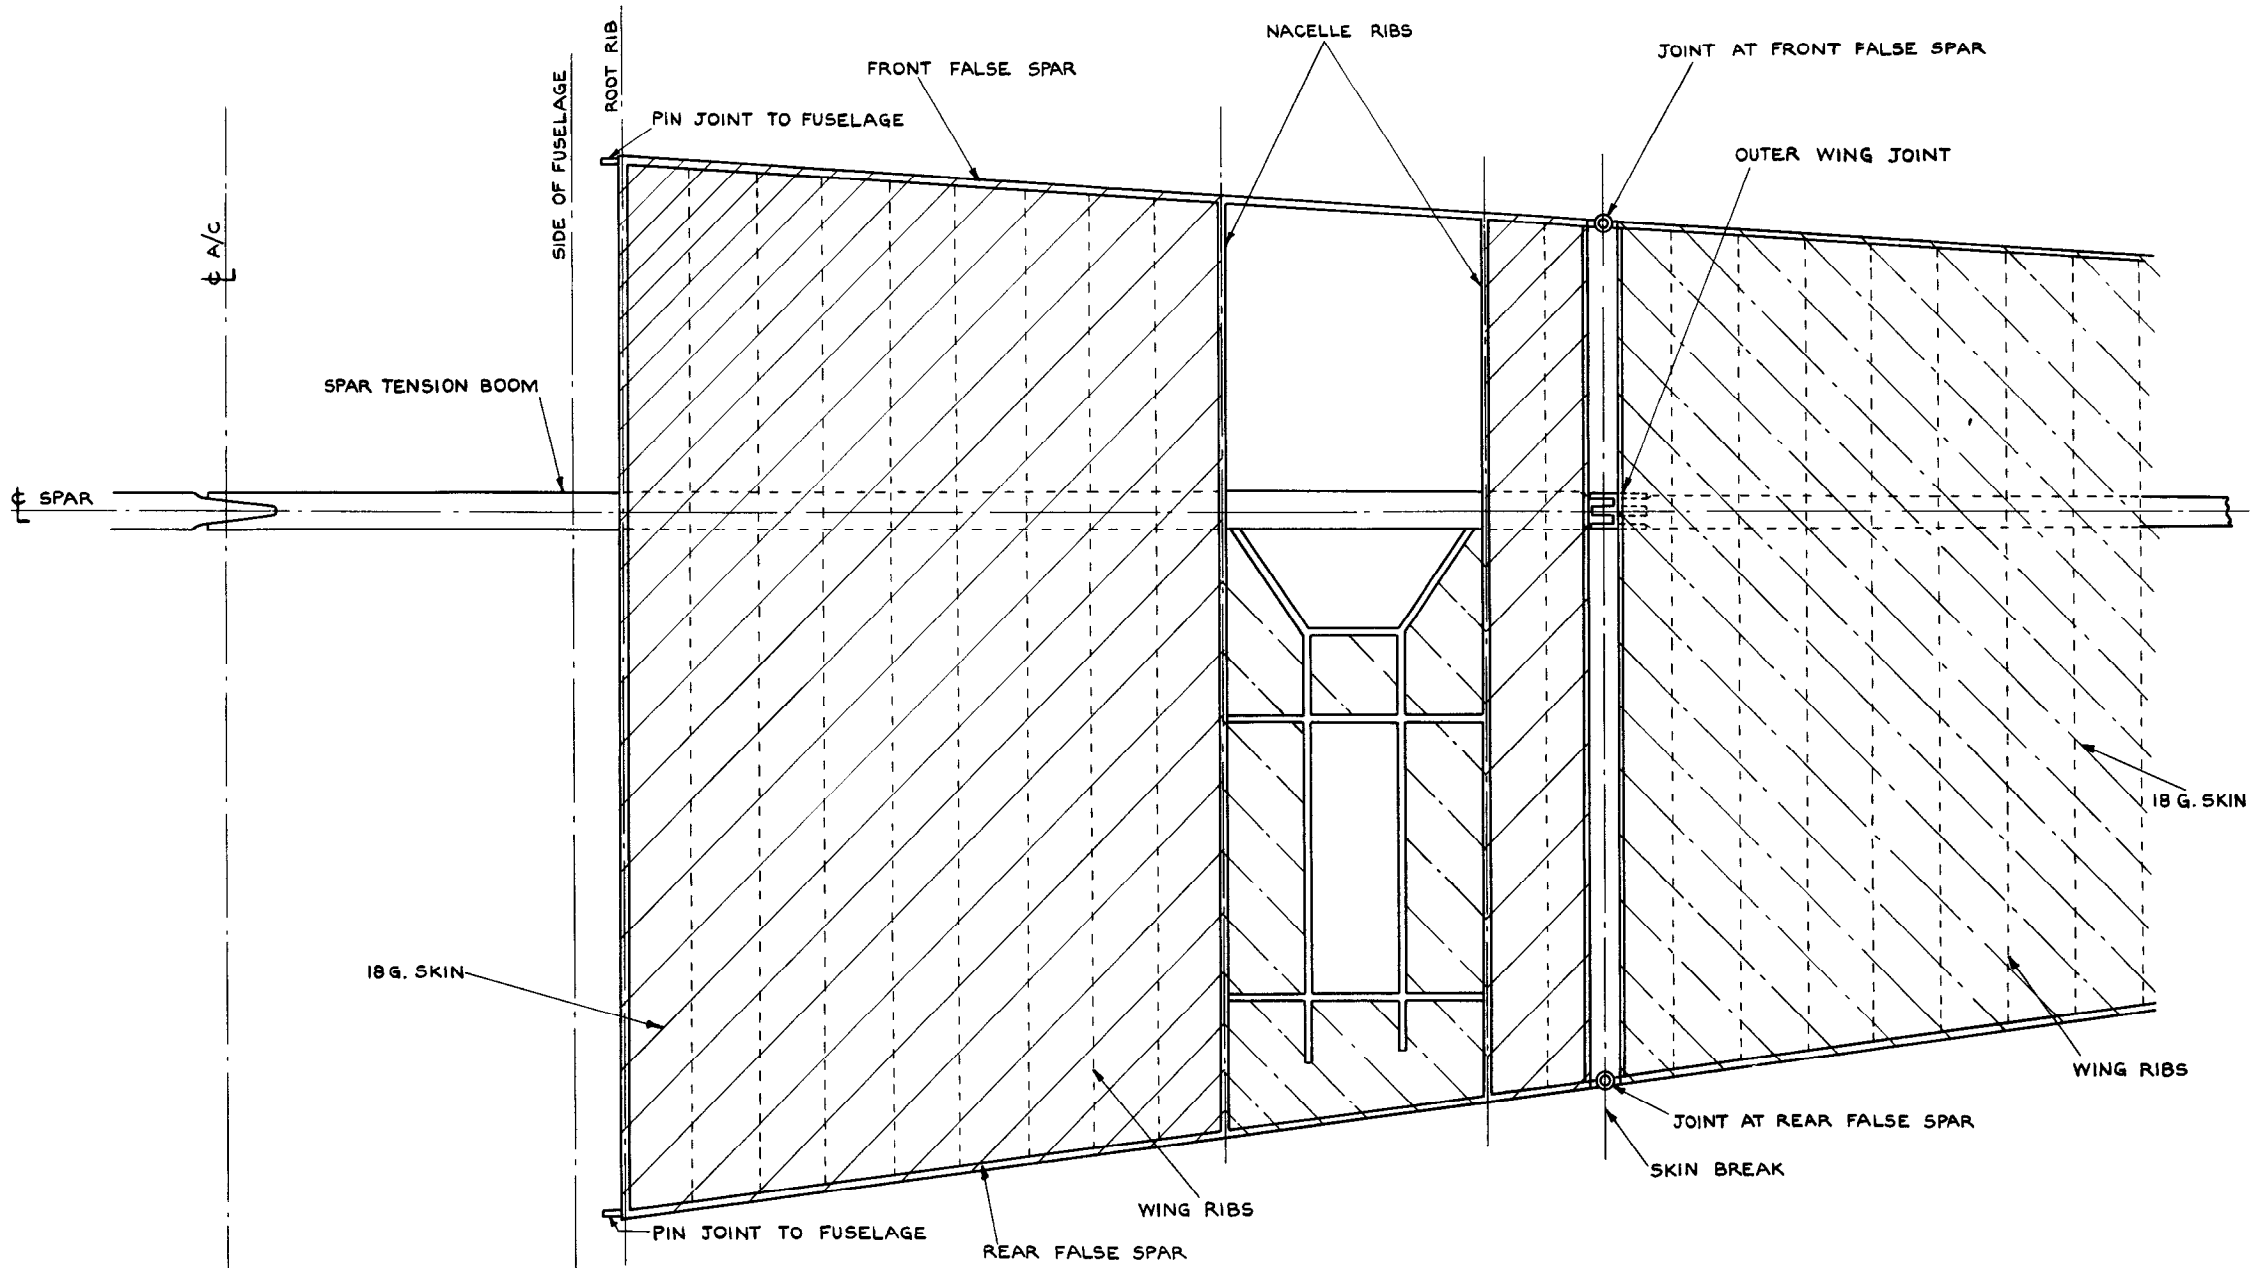 NACELLE RIBS
ROOT RIB
JOINT AT FRONT FALSE SPAR
FRONT FALSE SPAR
SIDE OF FUSELAGE
PIN JOINT TO FUSELAGE
OUTER WING JOINT
℄ A/C
SPAR TENSION BOOM
℄ SPAR
18 G. SKIN
18 G. SKIN
WING RIBS
JOINT AT REAR FALSE SPAR
SKIN BREAK
WING RIBS
PIN JOINT TO FUSELAGE
REAR FALSE SPAR